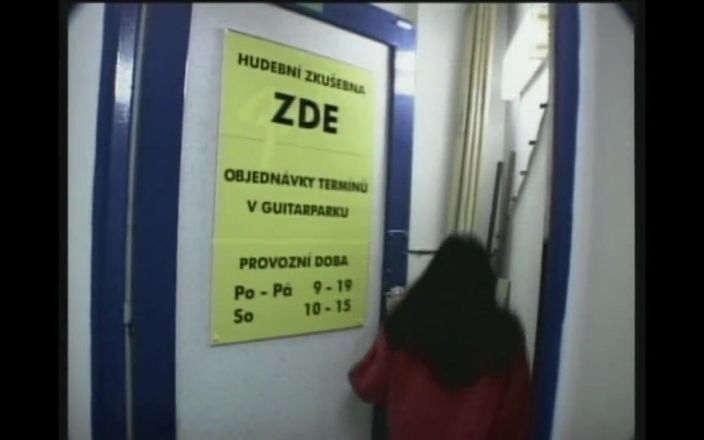 HUDEBNÍ ZKUŠEBNA
ZDE
OBJEDNÁVKY TERMÍNŮ
V GUITARPARKU
PROVOZNÍ DOBA
Po - Pá 9 - 19
So 10 - 15